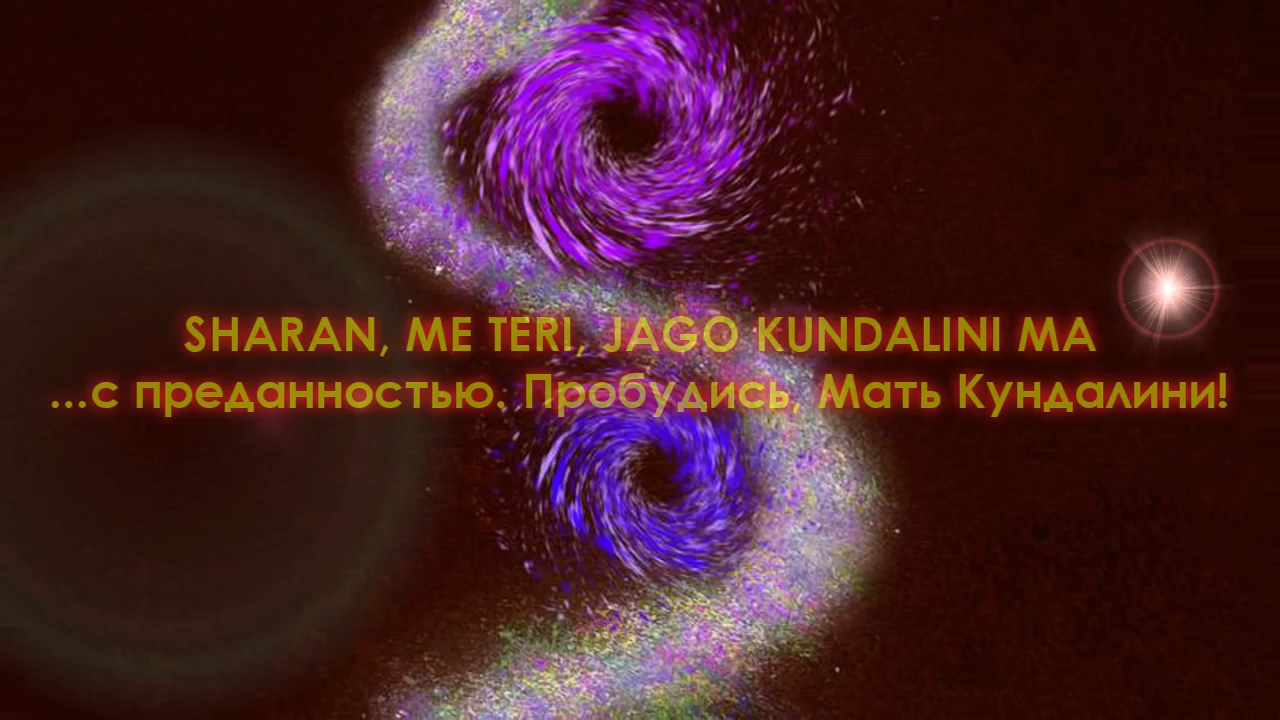 SHARAN, ME TERI, JAGO KUNDALINI MA
...с преданностью. Пробудись, Мать Кундалини!